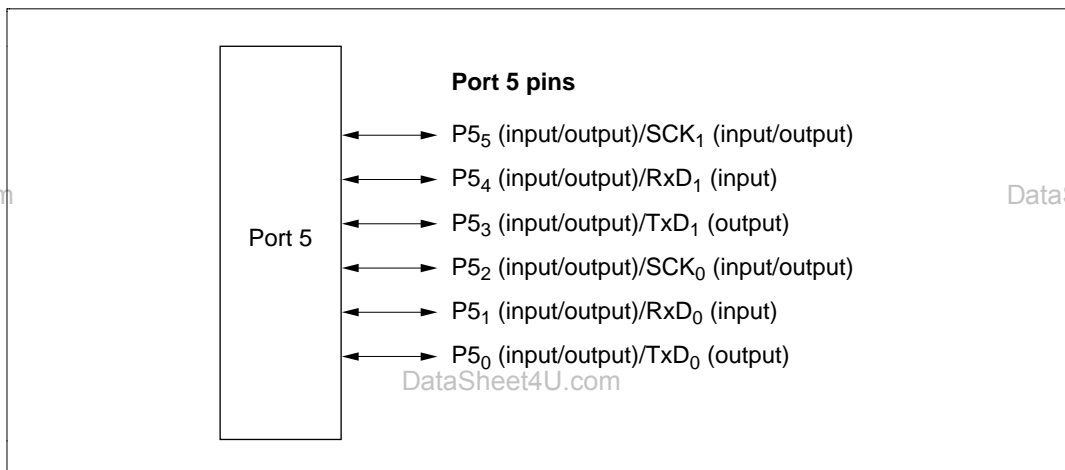 Port 5 pins
P5₅ (input/output)/SCK₁ (input/output)
P5₄ (input/output)/RxD₁ (input)
P5₃ (input/output)/TxD₁ (output)
Port 5
P5₂ (input/output)/SCK₀ (input/output)
P5₁ (input/output)/RxD₀ (input)
P5₀ (input/output)/TxD₀ (output)
DataSheet4U.com